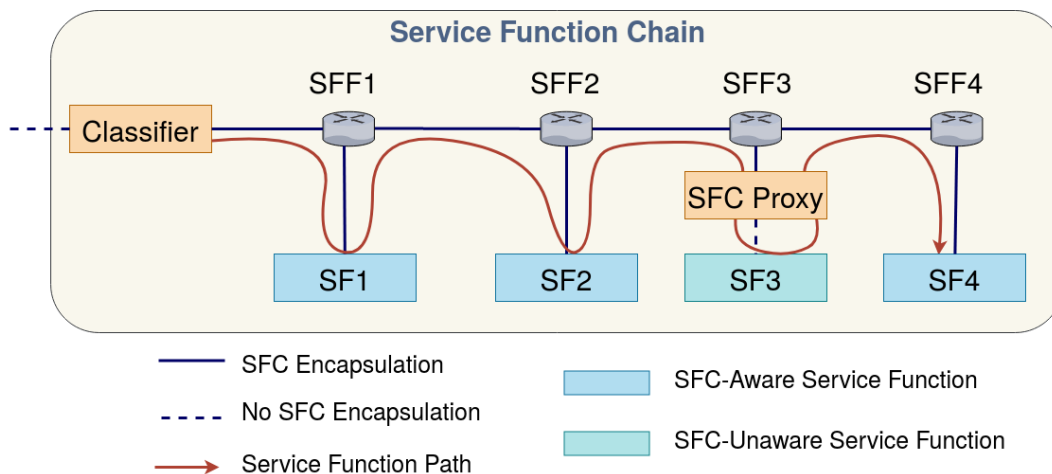 Service Function Chain
SFF1
SFF2
SFF3
SFF4
Classifier
SFC Proxy
SF1
SF2
SF3
SF4
SFC Encapsulation
No SFC Encapsulation
Service Function Path
SFC-Aware Service Function
SFC-Unaware Service Function